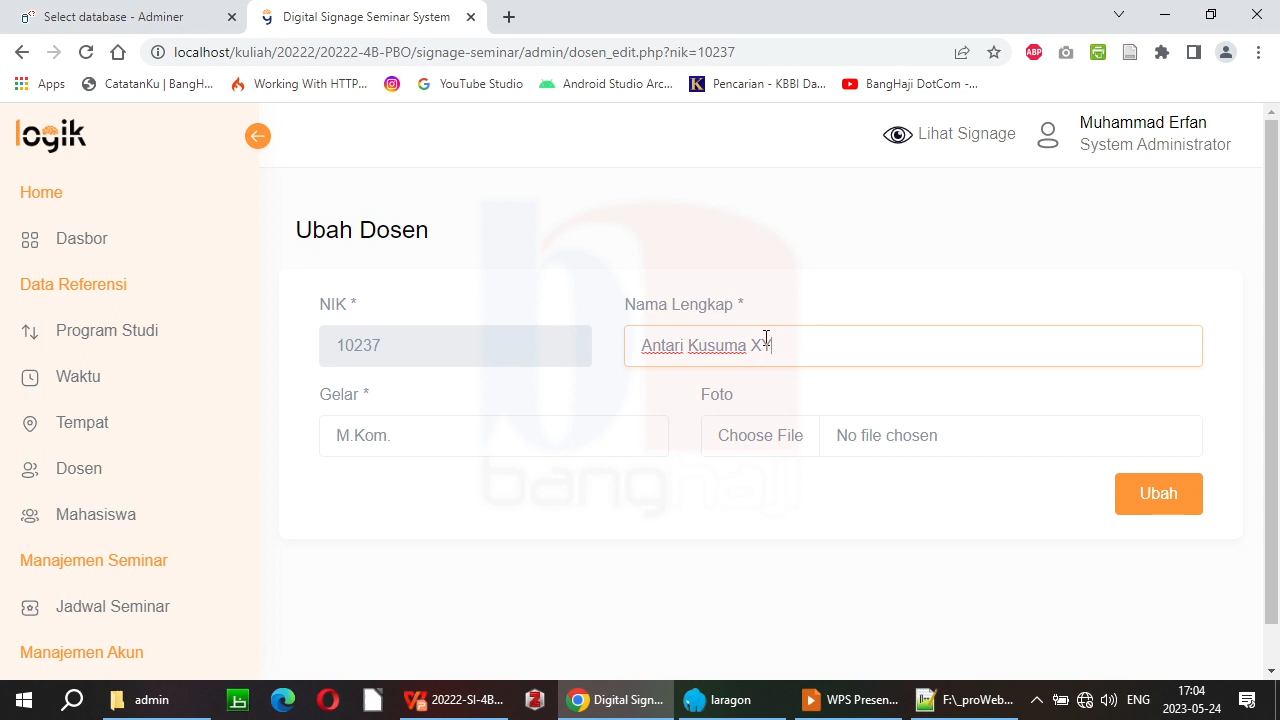 Select database - Adminer
Digital Signage Seminar System
localhost/kuliah/20222/20222-4B-PBO/signage-seminar/admin/dosen_edit.php?nik=10237
ABP
Apps
CatatanKu | BangH...
Working With HTTP...
YouTube Studio
Android Studio Arc...
Pencarian - KBBI Da...
BangHaji DotCom -...
logik
Lihat Signage
Muhammad Erfan
System Administrator
Home
Dasbor
Data Referensi
Program Studi
Waktu
Tempat
Dosen
Mahasiswa
Manajemen Seminar
Jadwal Seminar
Manajemen Akun
Ubah Dosen
NIK *
Nama Lengkap *
10237
Antari Kusuma XY
Gelar *
Foto
M.Kom.
Choose File
No file chosen
Ubah
banghaji
admin
20222-SI-4B...
Digital Sign...
laragon
WPS Presen...
F:\_proWeb...
ENG
17:04
2023-05-24